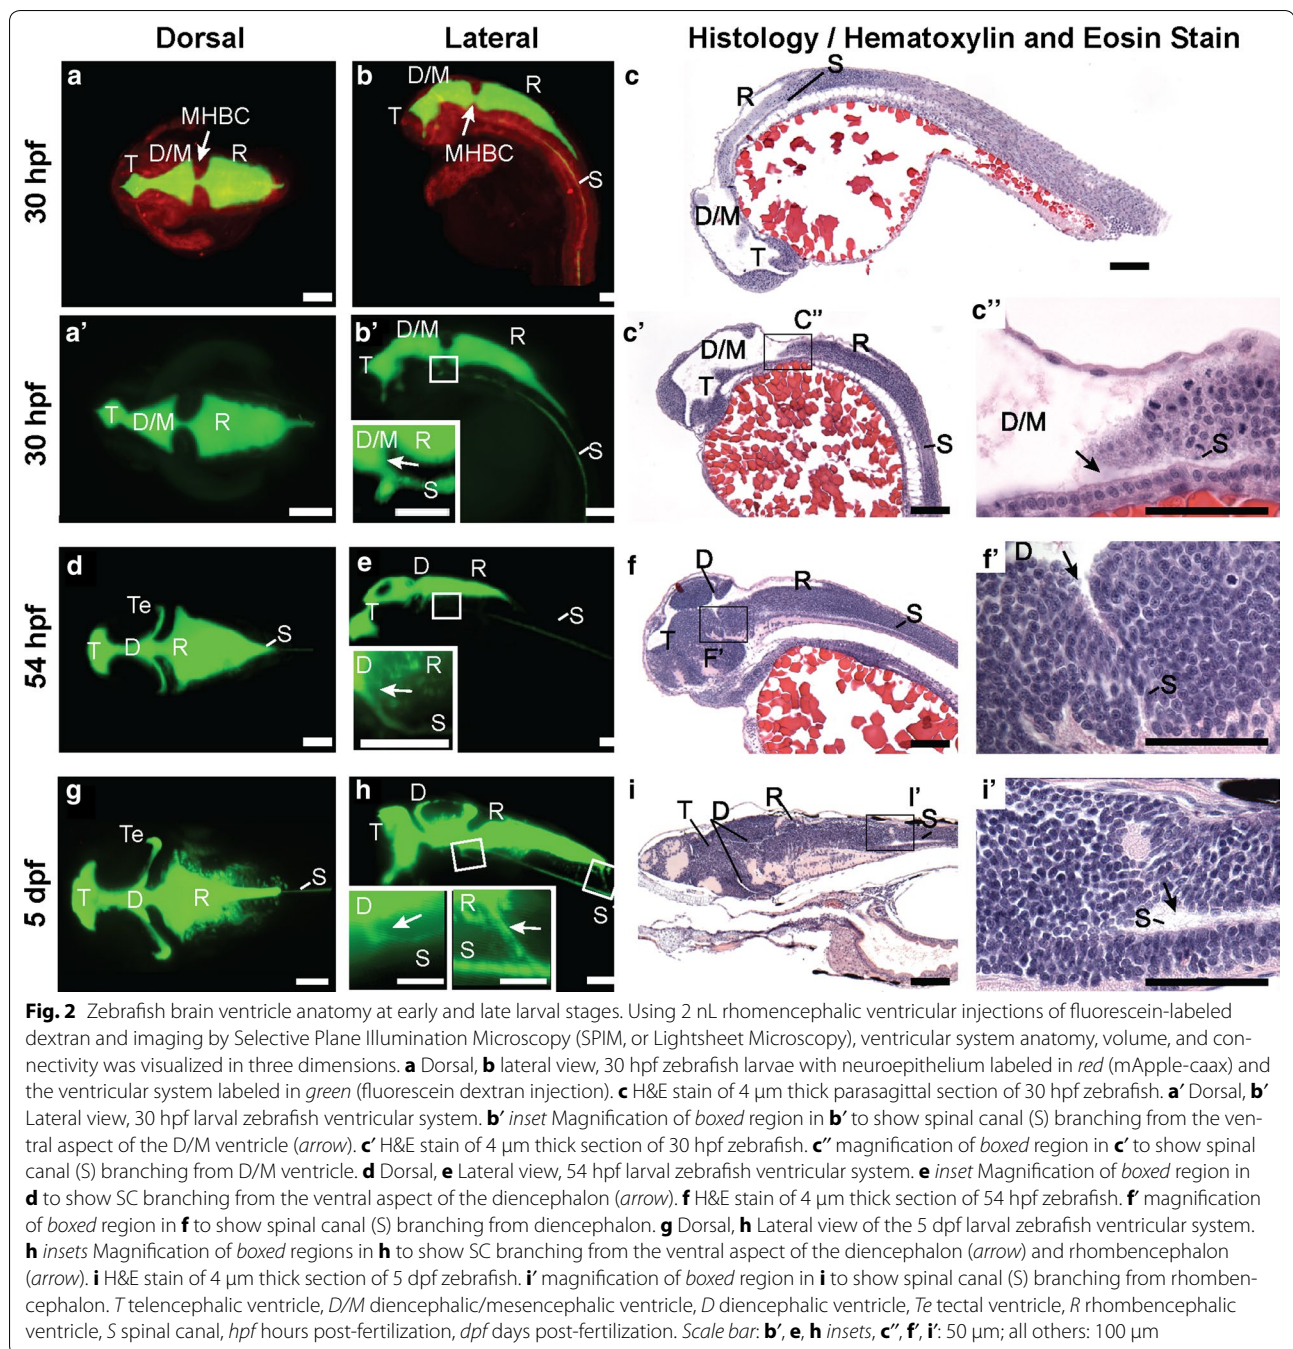 Dorsal
Lateral
Histology / Hematoxylin and Eosin Stain
30 hpf
a
MHBC
T
D/M
R
b
D/M
R
T
MHBC
S
c
S
R
D/M
T
30 hpf
a'
T
D/M
R
b'
D/M
R
T
S
D/M
R
S
c'
C''
D/M
R
T
S
c''
D/M
S
54 hpf
d
Te
T
D
R
S
e
D
R
T
S
D
R
S
f
D
R
S
T
F'
f'
D
S
5 dpf
g
Te
T
D
R
S
h
D
R
T
S
D
S
R
S
i
T
D
R
I'
S
i'
S
Fig. 2 Zebrafish brain ventricle anatomy at early and late larval stages. Using 2 nL rhomencephalic ventricular injections of fluorescein-labeled
dextran and imaging by Selective Plane Illumination Microscopy (SPIM, or Lightsheet Microscopy), ventricular system anatomy, volume, and con-
nectivity was visualized in three dimensions. a Dorsal, b lateral view, 30 hpf zebrafish larvae with neuroepithelium labeled in red (mApple-caax) and
the ventricular system labeled in green (fluorescein dextran injection). c H&E stain of 4 μm thick parasagittal section of 30 hpf zebrafish. a′ Dorsal, b′
Lateral view, 30 hpf larval zebrafish ventricular system. b′ inset Magnification of boxed region in b′ to show spinal canal (S) branching from the ven-
tral aspect of the D/M ventricle (arrow). c′ H&E stain of 4 μm thick section of 30 hpf zebrafish. c″ magnification of boxed region in c′ to show spinal
canal (S) branching from D/M ventricle. d Dorsal, e Lateral view, 54 hpf larval zebrafish ventricular system. e inset Magnification of boxed region in
d to show SC branching from the ventral aspect of the diencephalon (arrow). f H&E stain of 4 μm thick section of 54 hpf zebrafish. f′ magnification
of boxed region in f to show spinal canal (S) branching from diencephalon. g Dorsal, h Lateral view of the 5 dpf larval zebrafish ventricular system.
h insets Magnification of boxed regions in h to show SC branching from the ventral aspect of the diencephalon (arrow) and rhombencephalon
(arrow). i H&E stain of 4 μm thick section of 5 dpf zebrafish. i′ magnification of boxed region in i to show spinal canal (S) branching from rhomben-
cephalon. T telencephalic ventricle, D/M diencephalic/mesencephalic ventricle, D diencephalic ventricle, Te tectal ventricle, R rhombencephalic
ventricle, S spinal canal, hpf hours post-fertilization, dpf days post-fertilization. Scale bar: b′, e, h insets, c″, f′, i′: 50 μm; all others: 100 μm